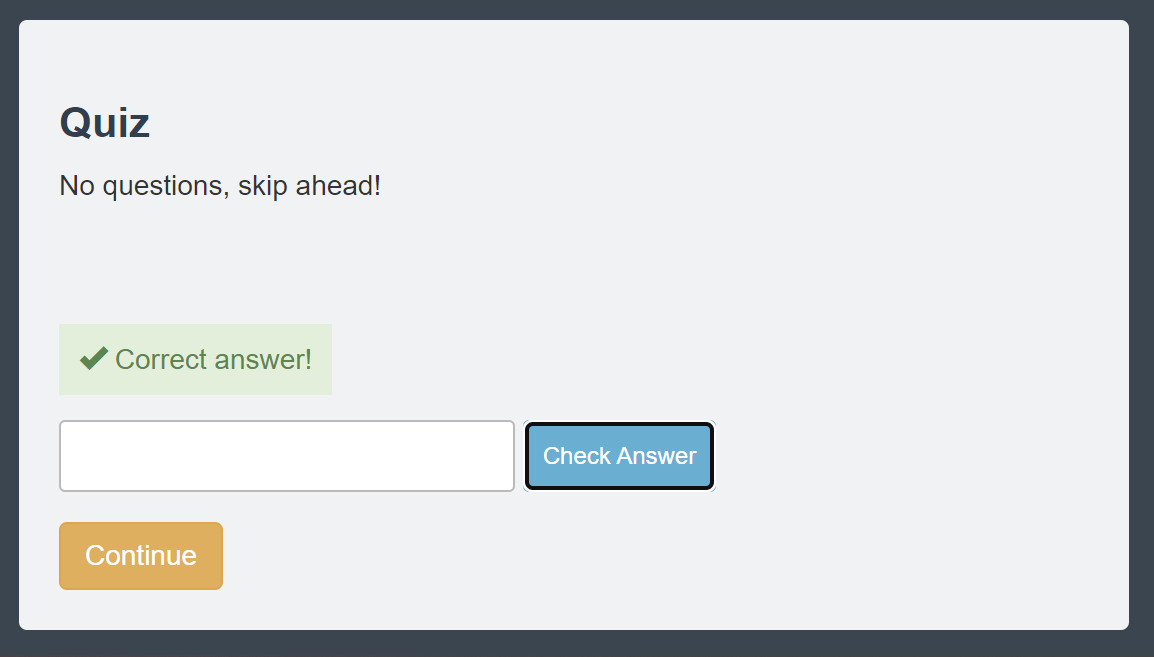 Quiz
No questions, skip ahead!
Correct answer!
Check Answer
Continue